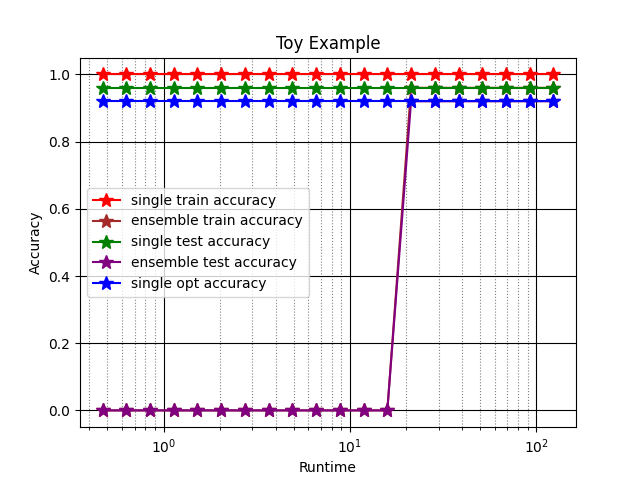 Toy Example
1.0
0.8
0.6
0.4
0.2
0.0
Accuracy
single train accuracy
ensemble train accuracy
single test accuracy
ensemble test accuracy
single opt accuracy
10⁰
10¹
10²
Runtime